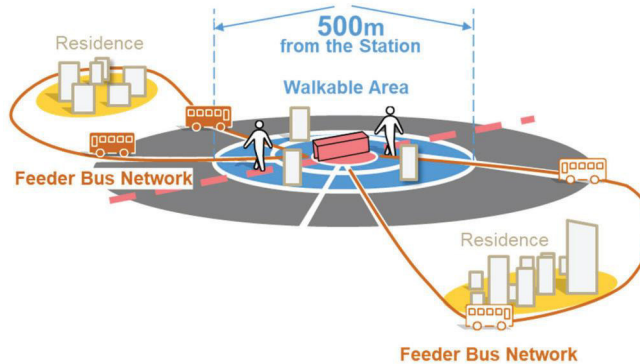 500m
from the Station
Residence
Walkable Area
Feeder Bus Network
Residence
Feeder Bus Network